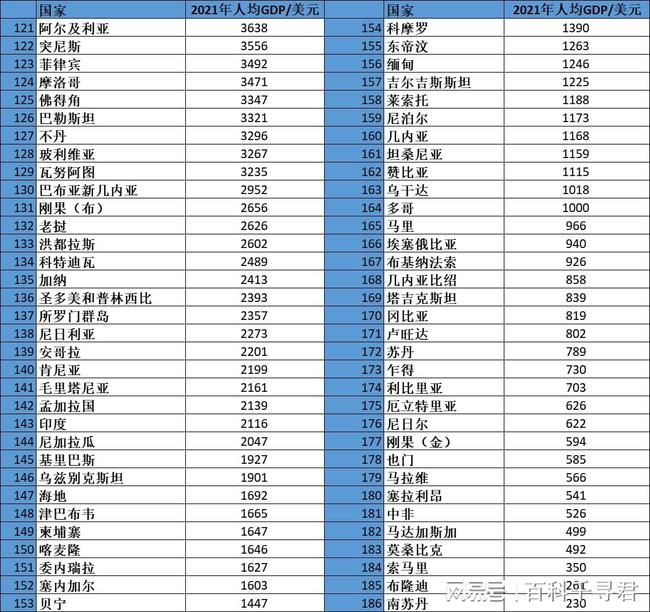 国家 2021年人均GDP/美元
121 阿尔及利亚 3638
122 突尼斯 3556
123 菲律宾 3492
124 摩洛哥 3471
125 佛得角 3347
126 巴勒斯坦 3321
127 不丹 3296
128 玻利维亚 3267
129 瓦努阿图 3235
130 巴布亚新几内亚 2952
131 刚果（布） 2656
132 老挝 2626
133 洪都拉斯 2602
134 科特迪瓦 2489
135 加纳 2413
136 圣多美和普林西比 2393
137 所罗门群岛 2357
138 尼日利亚 2273
139 安哥拉 2201
140 肯尼亚 2199
141 毛里塔尼亚 2161
142 孟加拉国 2139
143 印度 2116
144 尼加拉瓜 2047
145 基里巴斯 1927
146 乌兹别克斯坦 1901
147 海地 1692
148 津巴布韦 1665
149 柬埔寨 1647
150 喀麦隆 1646
151 委内瑞拉 1627
152 塞内加尔 1603
153 贝宁 1447
国家 2021年人均GDP/美元
154 科摩罗 1390
155 东帝汶 1263
156 缅甸 1246
157 吉尔吉斯斯坦 1225
158 莱索托 1188
159 尼泊尔 1173
160 几内亚 1168
161 坦桑尼亚 1159
162 赞比亚 1115
163 乌干达 1018
164 多哥 1000
165 马里 966
166 埃塞俄比亚 940
167 布基纳法索 926
168 几内亚比绍 858
169 塔吉克斯坦 839
170 冈比亚 819
171 卢旺达 802
172 苏丹 789
173 乍得 730
174 利比里亚 703
175 厄立特里亚 626
176 尼日尔 622
177 刚果（金） 594
178 也门 585
179 马拉维 566
180 塞拉利昂 541
181 中非 526
182 马达加斯加 499
183 莫桑比克 492
184 索马里 350
185 布隆迪 261
186 南苏丹 230
网易号 | 百科千寻君